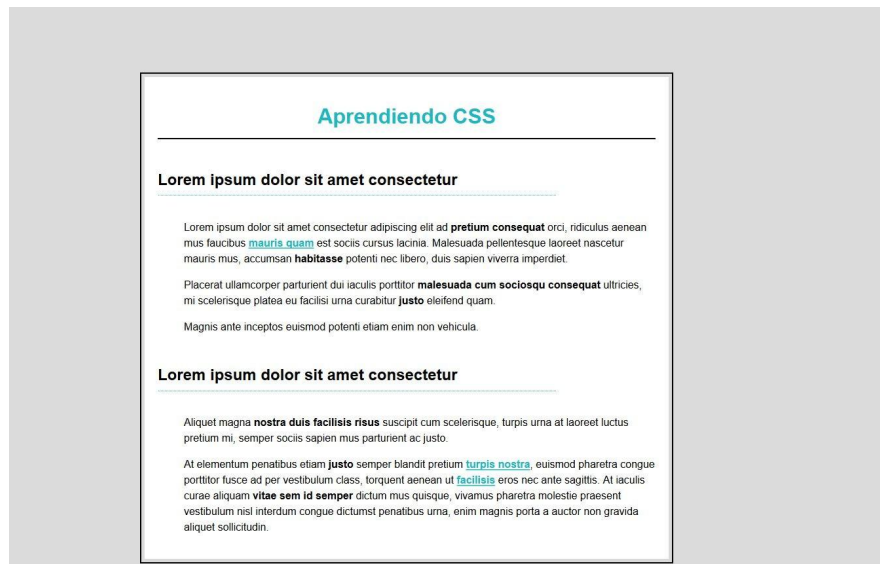 Aprendiendo CSS
Lorem ipsum dolor sit amet consectetur
Lorem ipsum dolor sit amet consectetur adipiscing elit ad pretium consequat orci, ridiculus aenean
mus faucibus mauris quam est sociis cursus lacinia. Malesuada pellentesque laoreet nascetur
mauris mus, accumsan habitasse potenti nec libero, duis sapien viverra imperdiet.
Placerat ullamcorper parturient dui iaculis porttitor malesuada cum sociosqu consequat ultricies,
mi scelerisque platea eu facilisi urna curabitur justo eleifend quam.
Magnis ante inceptos euismod potenti etiam enim non vehicula.
Lorem ipsum dolor sit amet consectetur
Aliquet magna nostra duis facilisis risus suscipit cum scelerisque, turpis urna at laoreet luctus
pretium mi, semper sociis sapien mus parturient ac justo.
At elementum penatibus etiam justo semper blandit pretium turpis nostra, euismod pharetra congue
porttitor fusce ad per vestibulum class, torquent aenean ut facilisis eros nec ante sagittis. At iaculis
curae aliquam vitae sem id semper dictum mus quisque, vivamus pharetra molestie praesent
vestibulum nisl interdum congue dictumst penatibus urna, enim magnis porta a auctor non gravida
aliquet sollicitudin.